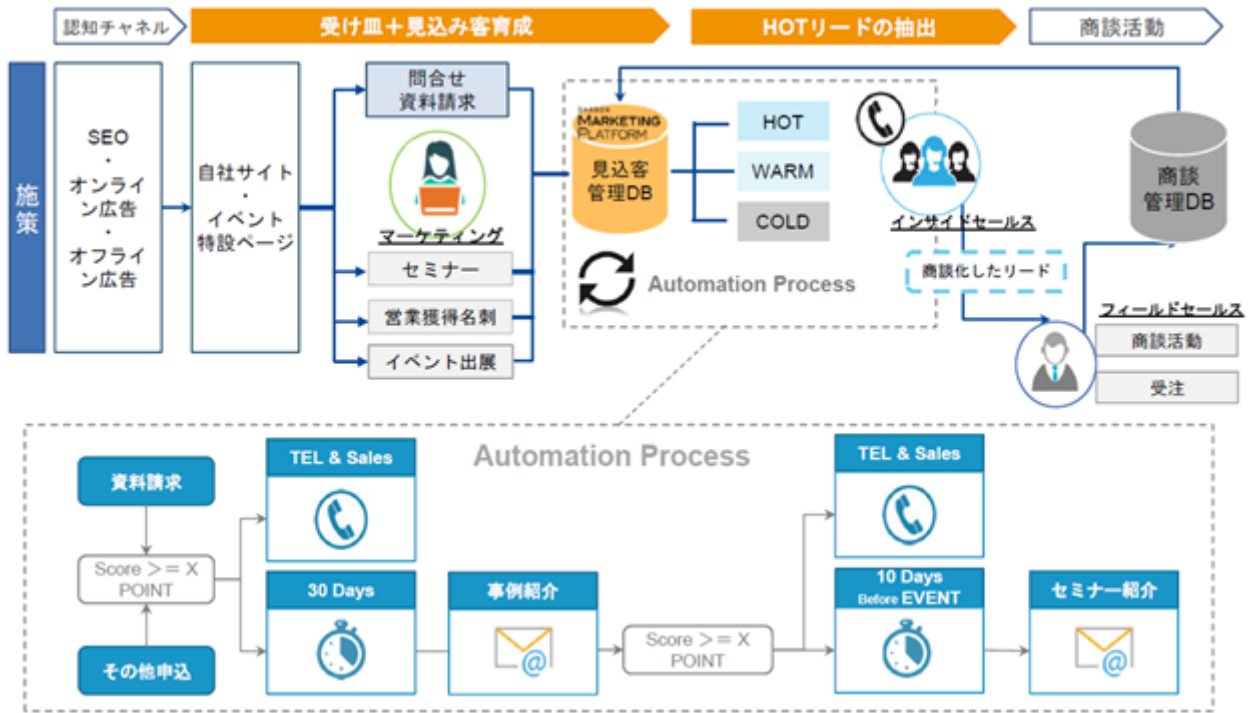 認知チャネル
受け皿＋見込み客育成
HOTリードの抽出
商談活動
施策
SEO
・
オンライ
ン広告
・
オフライ
ン広告
自社サイト
・
イベント
特設ページ
問合せ
資料請求
マーケティング
セミナー
営業獲得名刺
イベント出展
SHANON
MARKETING
PLATFORM
見込客
管理DB
HOT
WARM
COLD
Automation Process
インサイドセールス
商談化したリード
商談
管理DB
フィールドセールス
商談活動
受注
Automation Process
資料請求
Score ＞＝ X
POINT
その他申込
TEL & Sales
30 Days
事例紹介
Score ＞＝ X
POINT
TEL & Sales
10 Days
Before EVENT
セミナー紹介